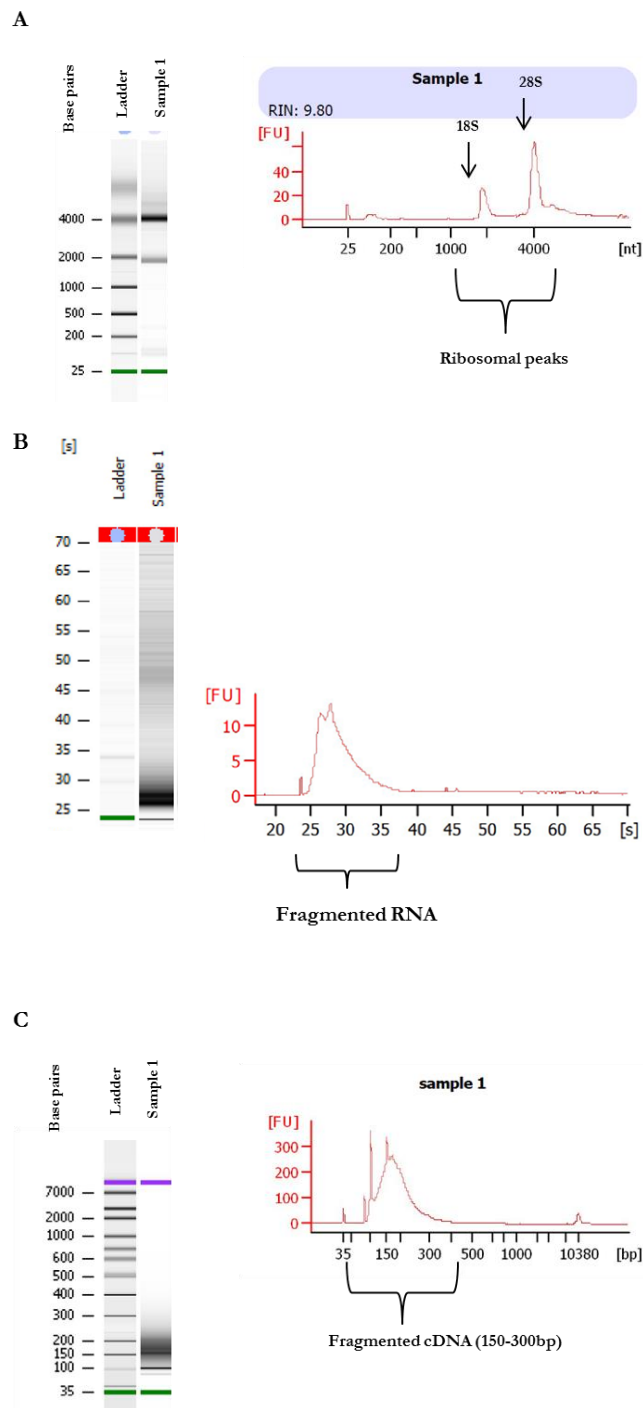 A
Base pairs
Ladder
Sample 1
4000
2000
1000
500
200
25
Sample 1
RIN: 9.80
[FU]
18S
28S
40
20
0
25 200 1000 4000 [nt]
Ribosomal peaks
B
[s]
Ladder
Sample 1
70
65
60
55
50
45
40
35
30
25
[FU]
10
5
0
20 25 30 35 40 45 50 55 60 65 [s]
Fragmented RNA
C
Base pairs
Ladder
Sample 1
7000
2000
1000
600
500
400
300
200
150
100
35
sample 1
[FU]
300
200
100
0
35 150 300 500 1000 10380 [bp]
Fragmented cDNA (150-300bp)